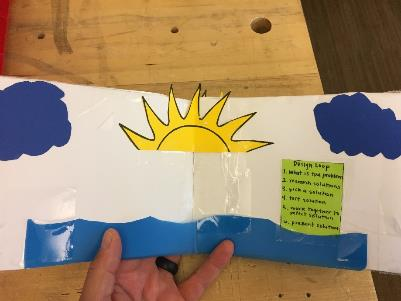 Design Loop
1. What is the problem
2. research solutions
3. pick a solution
4. test solution
5. work together to
select solution
6. present solution